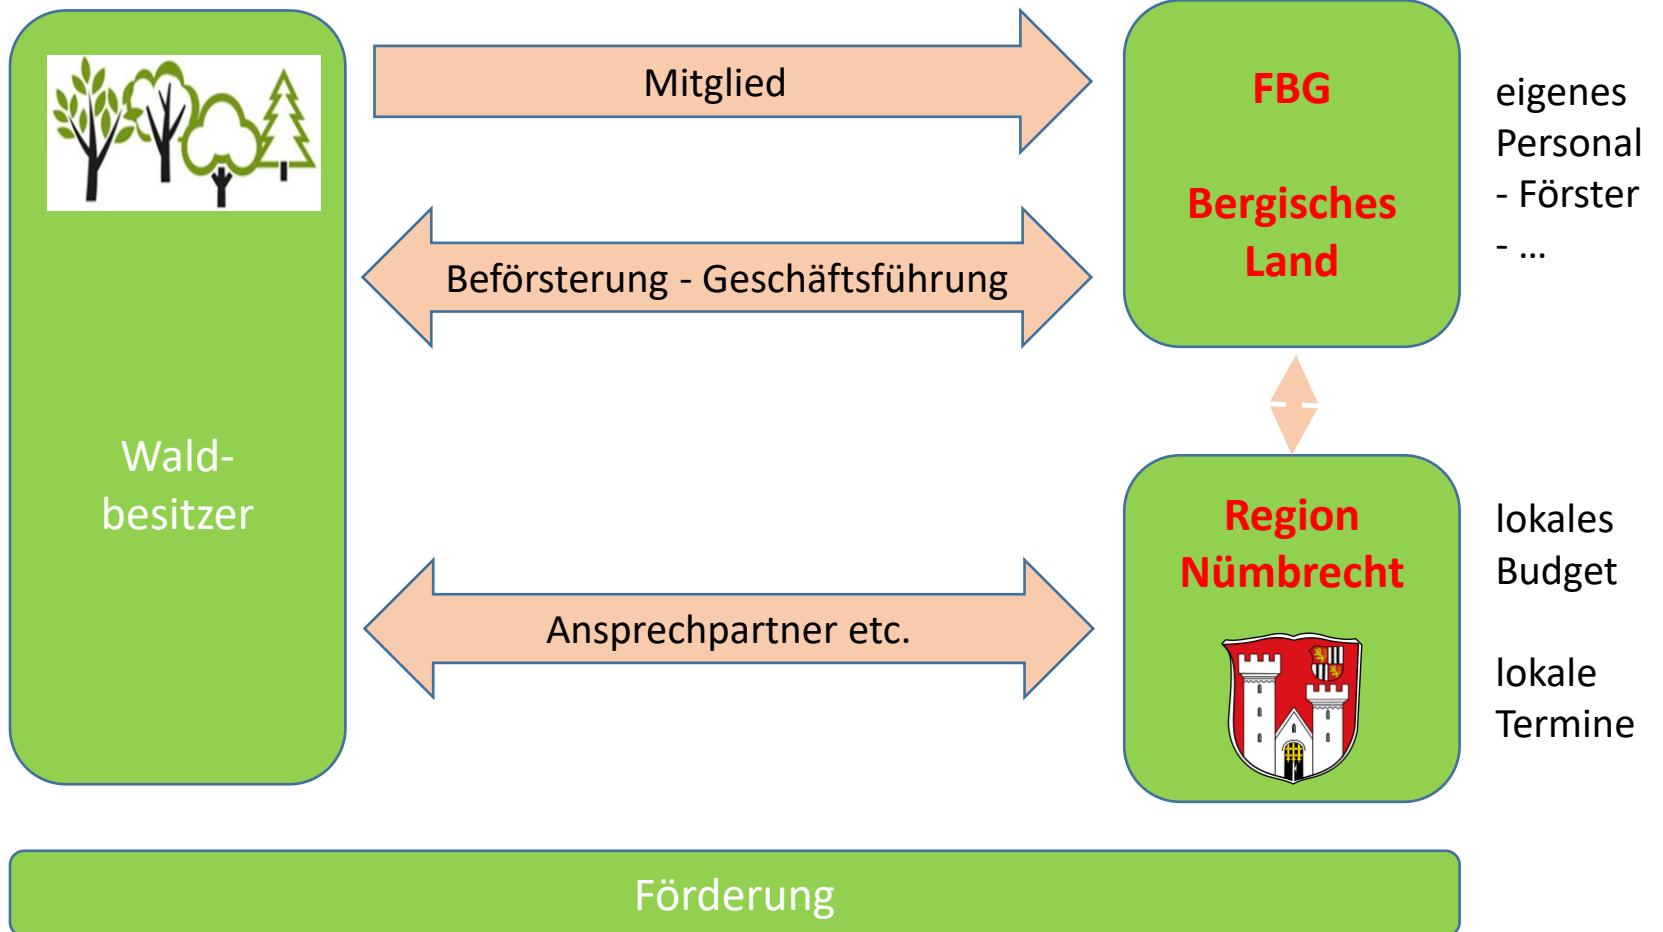 Mitglied
FBG
Bergisches
Land
eigenes
Personal
- Förster
- ...
Beförsterung - Geschäftsführung
Wald-
besitzer
Ansprechpartner etc.
Region
Nümbrecht
lokales
Budget
lokale
Termine
Förderung